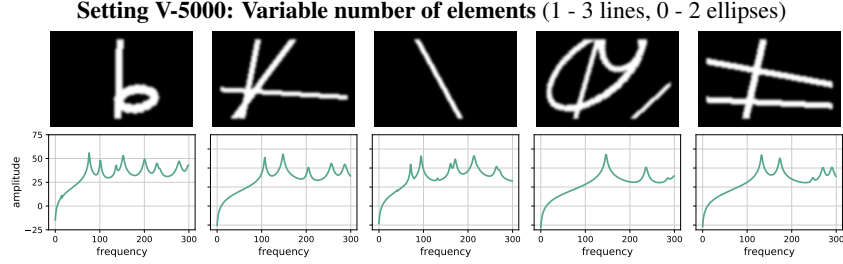 Setting V-5000: Variable number of elements (1 - 3 lines, 0 - 2 ellipses)
75
50
25
0
−25
amplitude
0 100 200 300 0 100 200 300 0 100 200 300 0 100 200 300 0 100 200 300
frequency frequency frequency frequency frequency